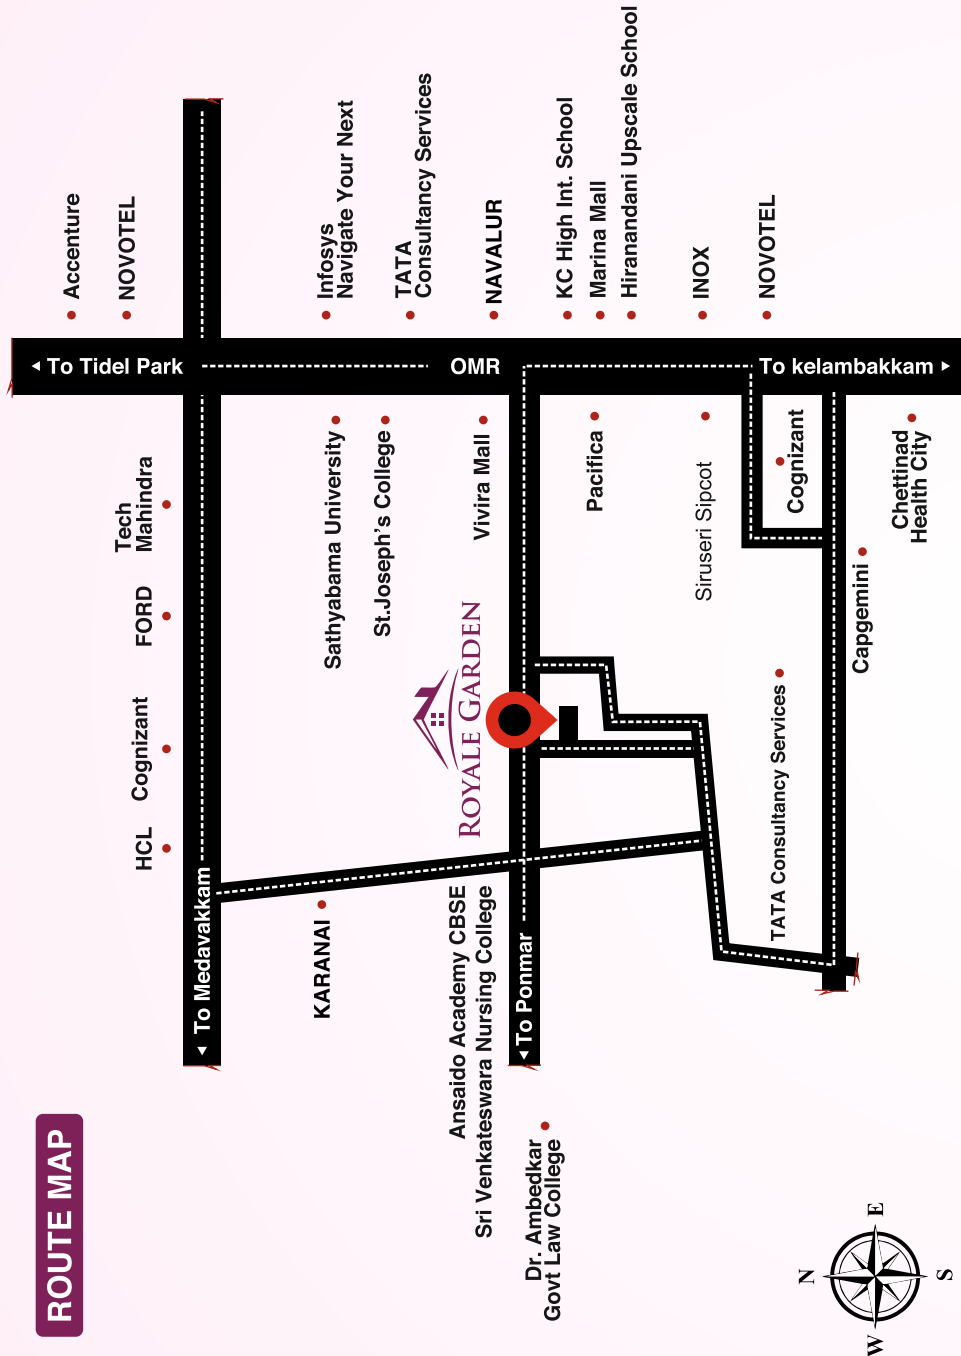 ROUTE MAP
Accenture
NOVOTEL
Infosys
Navigate Your Next
TATA
Consultancy Services
NAVALUR
KC High Int. School
Marina Mall
Hiranandani Upscale School
INOX
NOVOTEL
To Tidel Park
OMR
To kelambakkam
Tech
Mahindra
FORD
Cognizant
HCL
To Medavakkam
Sathyabama University
St.Joseph's College
Vivira Mall
Pacifica
Siruseri Sipcot
Cognizant
Chettinad
Health City
Capgemini
TATA Consultancy Services
ROYALE GARDEN
KARANAI
Ansaido Academy CBSE
Sri Venkateswara Nursing College
To Ponmar
Dr. Ambedkar
Govt Law College
N
E
S
W